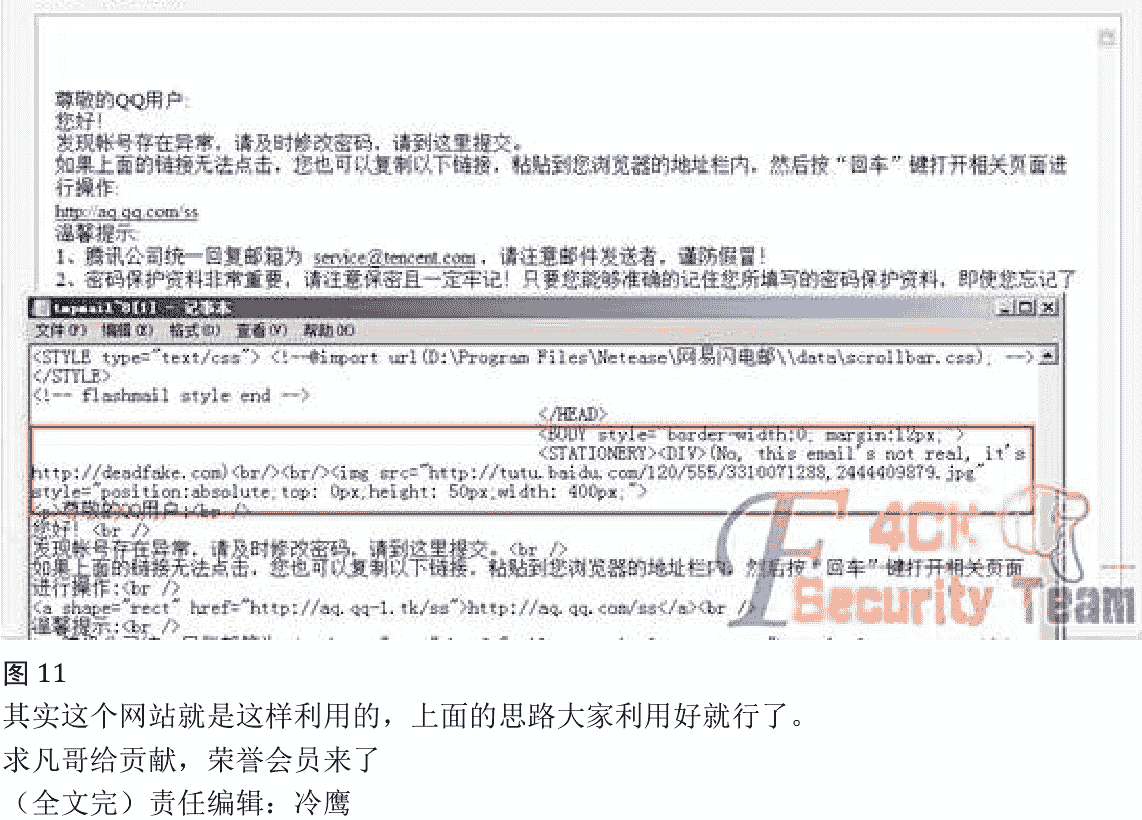 尊敬的QQ用户:
您好!
发现帐号存在异常，请及时修改密码，请到这里提交。
如果上面的链接无法点击，您也可以复制以下链接，粘贴到您浏览器的地址栏内，然后按“回车”键打开相关页面进
行操作:
http://aq.qq.com/ss
温馨提示:
1、腾讯公司统一回复邮箱为 service@tencent.com ，请注意邮件发送者，谨防假冒!
2、密码保护资料非常重要，请注意保密且一定牢记! 只要您能够准确的记住您所填写的密码保护资料，即使您忘记了
记事本
文件(F) 编辑(E) 格式(O) 查看(V) 帮助(H)
<STYLE type="text/css"> <!--@import url(D:\Program Files\Netease\网易闪电邮\\data\scrollbar.css); -->
</STYLE>
<!-- flashmail style end -->
</HEAD>
<BODY style="border-width:0; margin:12px;">
<STATIONERY><DIV>(No, this email's not real, it's
http://deadfake.com)<br/><br/><img src="http://tutu.baidu.com/120/555/3310071288,2444409879.jpg"
style="position:absolute;top: 0px;height: 50px;width: 400px;">
<p>尊敬的QQ用户:<br />
您好! <br />
发现帐号存在异常，请及时修改密码，请到这里提交。<br />
如果上面的链接无法点击，您也可以复制以下链接，粘贴到您浏览器的地址栏内，然后按“回车”键打开相关页面
进行操作:<br />
<a shape="rect" href="http://aq.qq-1.tk/ss">http://aq.qq.com/ss</a><br />
温馨提示:<br />
F4CK
Security Team
图 11
其实这个网站就是这样利用的，上面的思路大家利用好就行了。
求凡哥给贡献，荣誉会员来了
（全文完）责任编辑：冷鹰